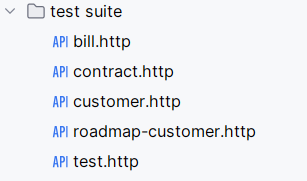 test suite
API bill.http
API contract.http
API customer.http
API roadmap-customer.http
API test.http